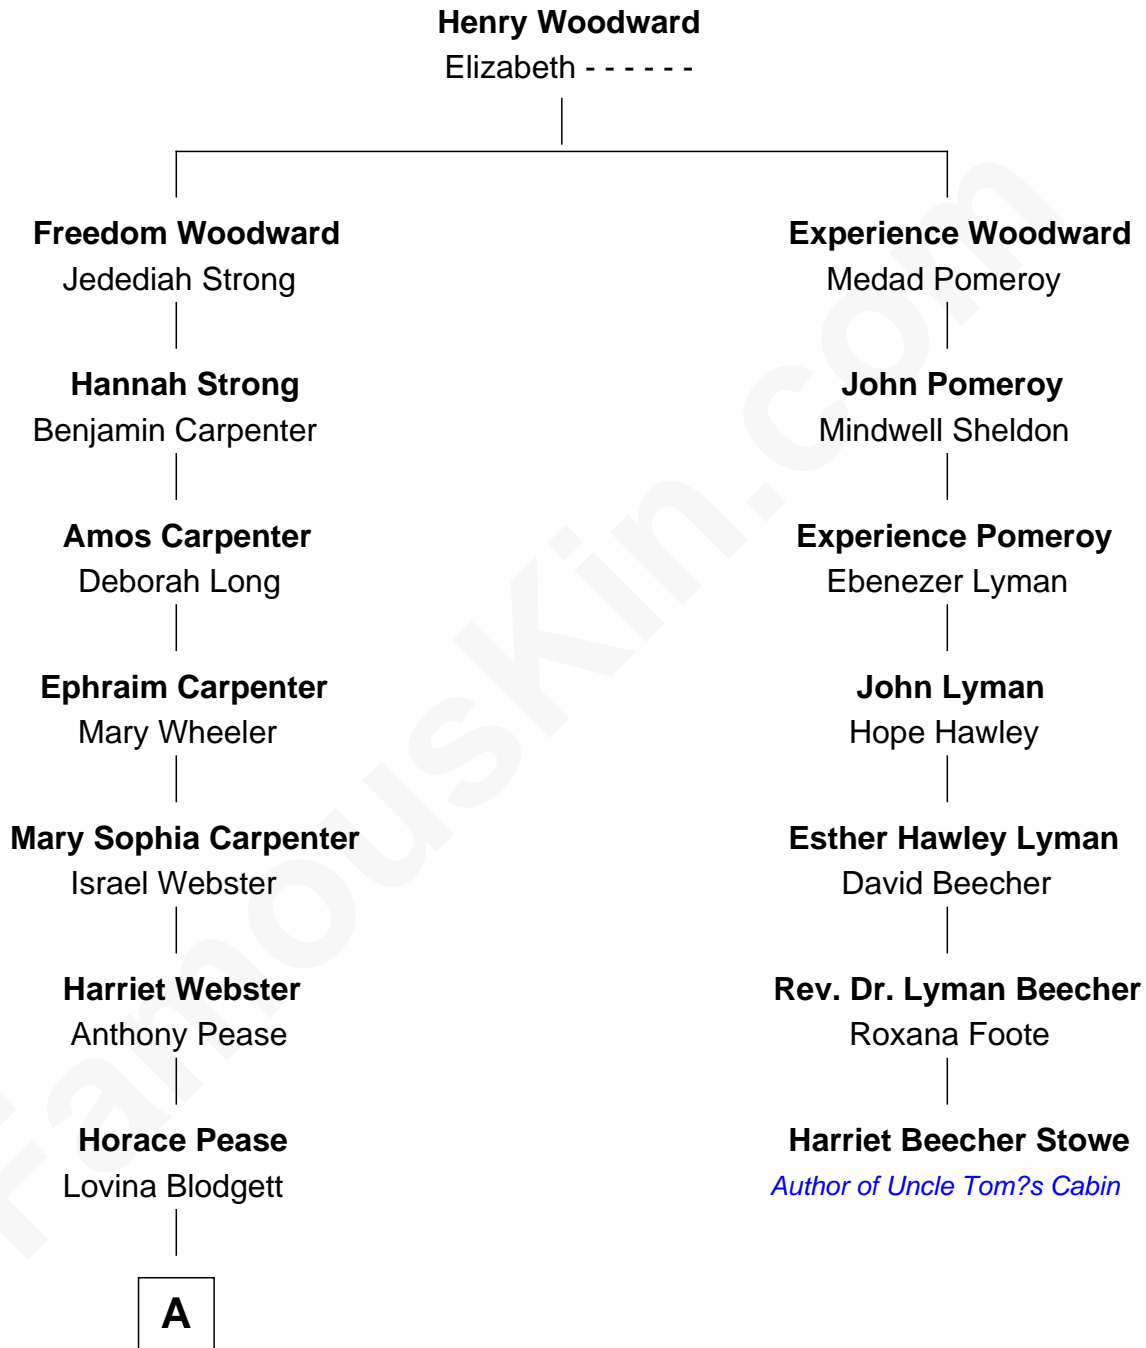 Henry Woodward
Elizabeth - - - - - -
Freedom Woodward
Jedediah Strong
Experience Woodward
Medad Pomeroy
Hannah Strong
Benjamin Carpenter
John Pomeroy
Mindwell Sheldon
Amos Carpenter
Deborah Long
Experience Pomeroy
Ebenezer Lyman
Ephraim Carpenter
Mary Wheeler
John Lyman
Hope Hawley
Mary Sophia Carpenter
Israel Webster
Esther Hawley Lyman
David Beecher
Harriet Webster
Anthony Pease
Rev. Dr. Lyman Beecher
Roxana Foote
Horace Pease
Lovina Blodgett
Harriet Beecher Stowe
Author of Uncle Tom?s Cabin
A
FamousKin.com